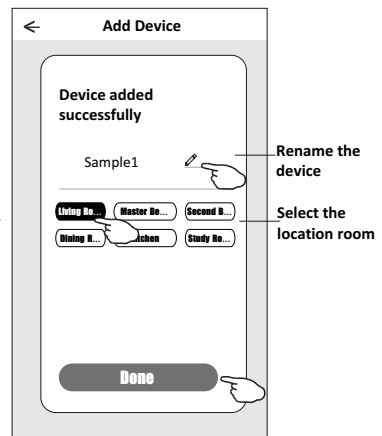 Add Device
Device added
successfully
Sample1
Rename the
device
Living Ro...
Master Be...
Second B...
Select the
location room
Dining R...
tchen
Study Ro...
Done